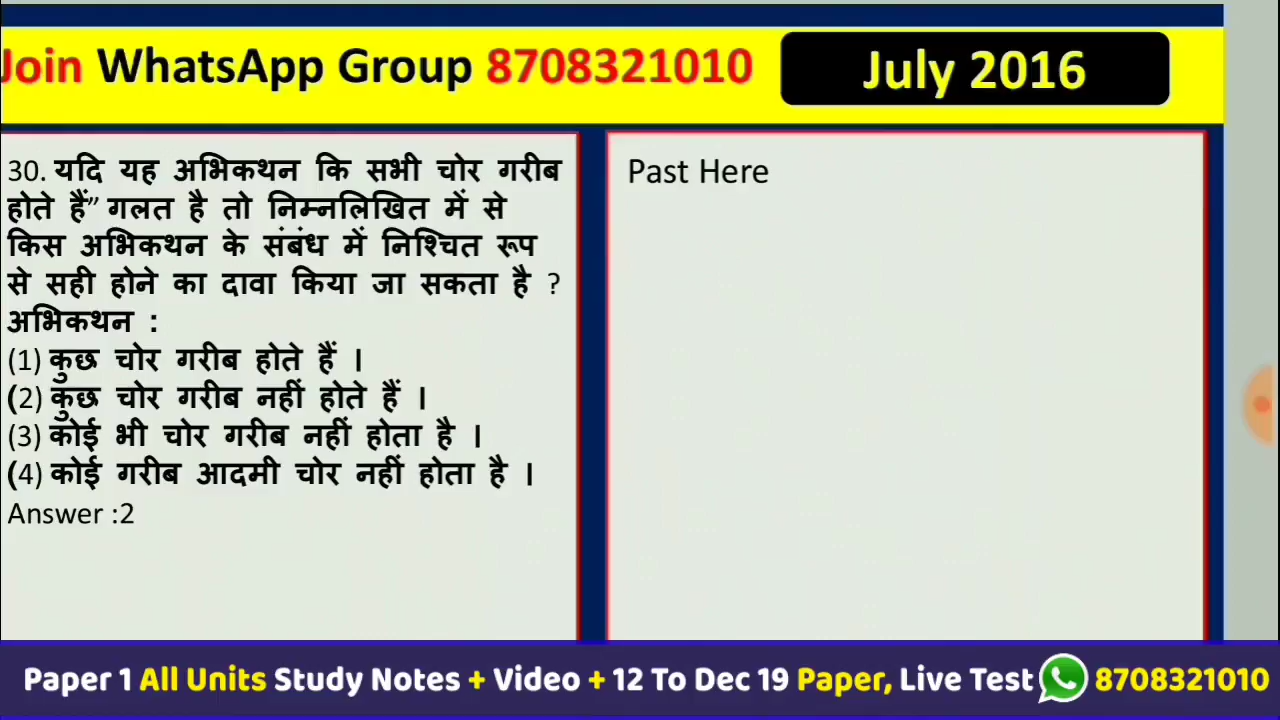 Join WhatsApp Group 8708321010
July 2016
30. यदि यह अभिकथन कि सभी चोर गरीब
होते हैं” गलत है तो निम्नलिखित में से
किस अभिकथन के संबंध में निश्चित रूप
से सही होने का दावा किया जा सकता है ?
अभिकथन :
(1) कुछ चोर गरीब होते हैं ।
(2) कुछ चोर गरीब नहीं होते हैं ।
(3) कोई भी चोर गरीब नहीं होता है ।
(4) कोई गरीब आदमी चोर नहीं होता है ।
Answer :2
Past Here
Paper 1 All Units Study Notes + Video + 12 To Dec 19 Paper, Live Test 8708321010